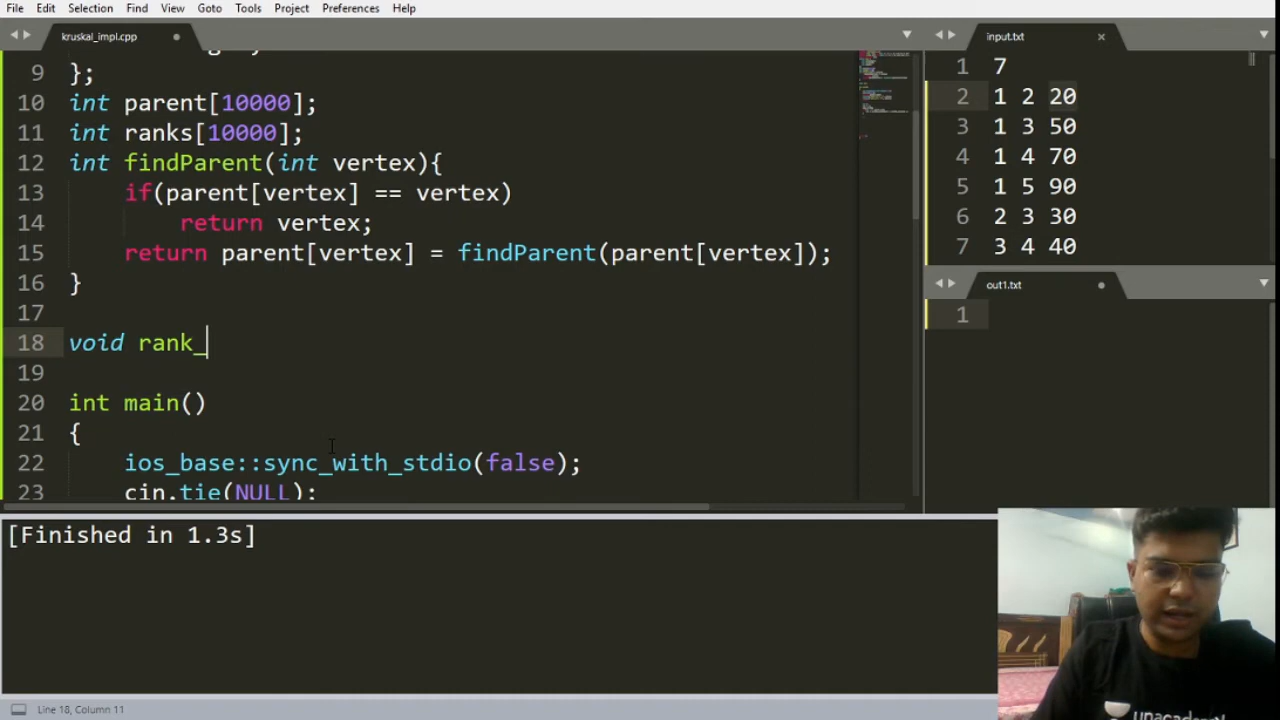 File Edit Selection Find View Goto Tools Project Preferences Help
kruskal_impl.cpp
9 };
10 int parent[10000];
11 int ranks[10000];
12 int findParent(int vertex){
13 if(parent[vertex] == vertex)
14 return vertex;
15 return parent[vertex] = findParent(parent[vertex]);
16 }
17
18 void rank_
19
20 int main()
21 {
22 ios_base::sync_with_stdio(false);
23 cin.tie(NULL);
input.txt
1 7
2 1 2 20
3 1 3 50
4 1 4 70
5 1 5 90
6 2 3 30
7 3 4 40
out1.txt
1
[Finished in 1.3s]
Line 18, Column 11